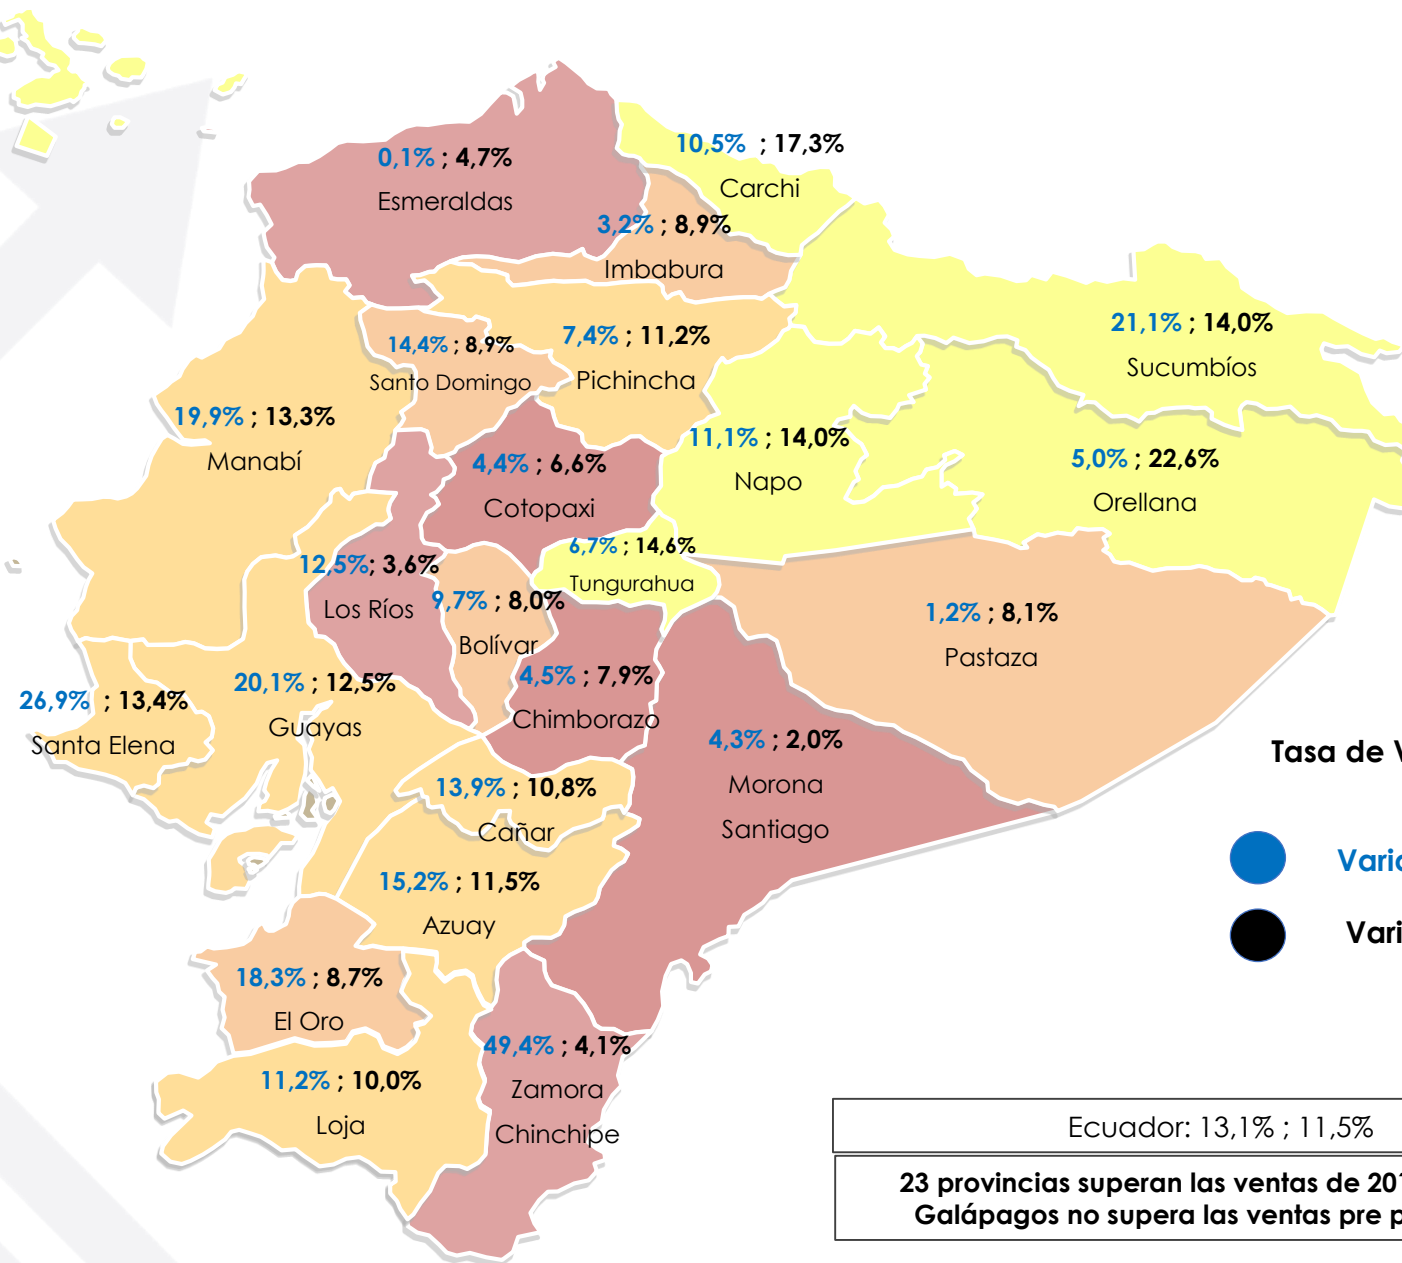 10,5% ; 17,3%
Carchi
0,1% ; 4,7%
Esmeraldas
3,2% ; 8,9%
Imbabura
21,1% ; 14,0%
Sucumbíos
14,4% ; 8,9%
Santo Domingo
7,4% ; 11,2%
Pichincha
19,9% ; 13,3%
Manabí
11,1% ; 14,0%
Napo
4,4% ; 6,6%
Cotopaxi
5,0% ; 22,6%
Orellana
6,7% ; 14,6%
Tungurahua
12,5%; 3,6%
Los Ríos
9,7% ; 8,0%
Bolívar
1,2% ; 8,1%
Pastaza
26,9% ; 13,4%
Santa Elena
20,1% ; 12,5%
Guayas
4,5% ; 7,9%
Chimborazo
4,3% ; 2,0%
Morona
Santiago
13,9% ; 10,8%
Cañar
15,2% ; 11,5%
Azuay
18,3% ; 8,7%
El Oro
49,4% ; 4,1%
Zamora
Chinchipe
11,2% ; 10,0%
Loja
Tasa de
Ecuador: 13,1% ; 11,5%
23 provincias superan las ventas de
Galápagos no supera las ventas pre